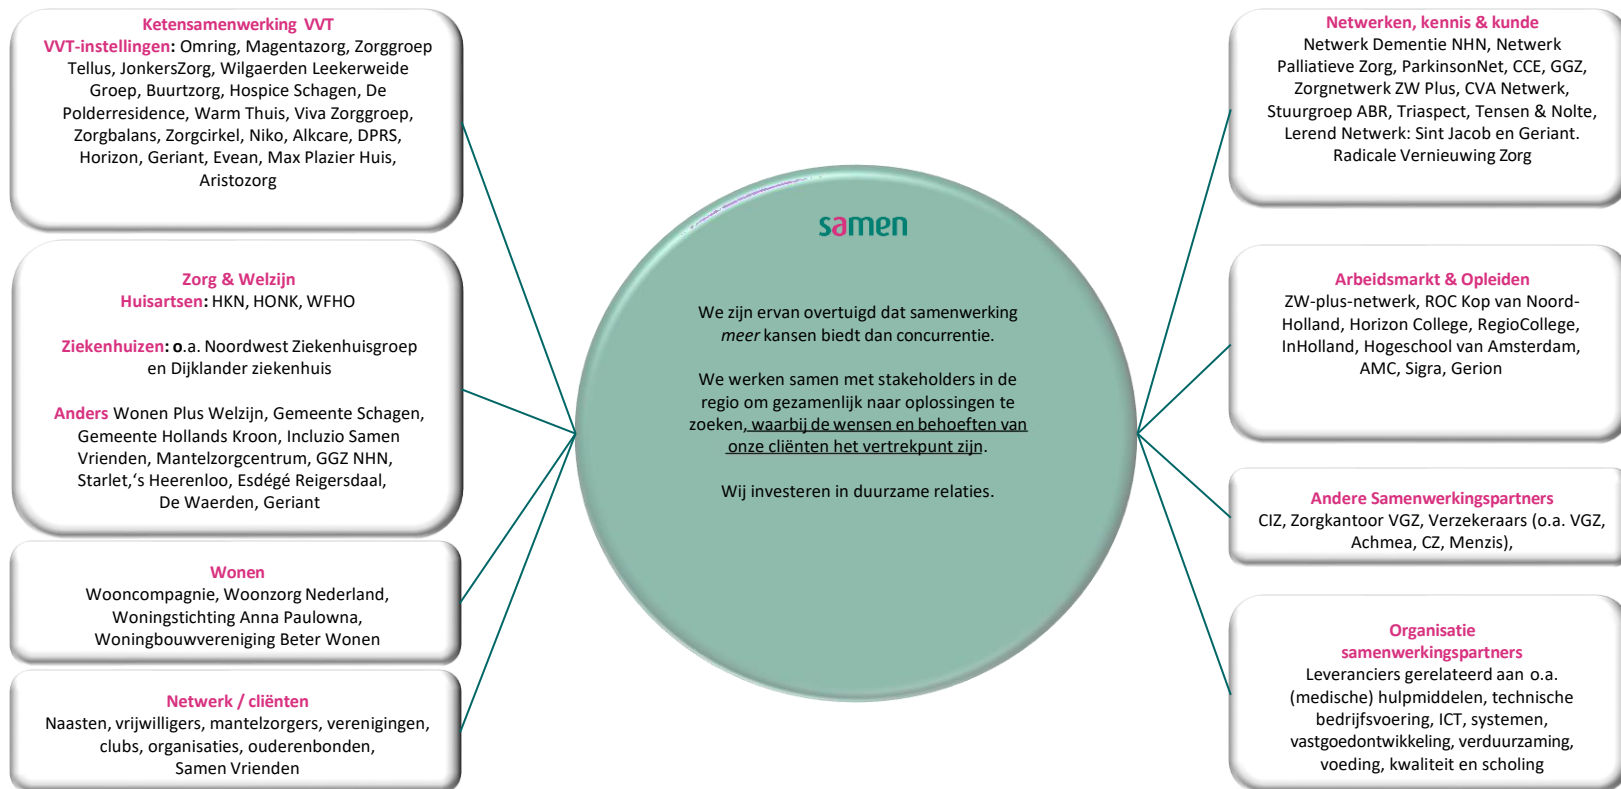 Ketensamenwerking VVT
VVT-instellingen: Omring, Magentazorg, Zorggroep
Tellus, JonkersZorg, Wilgaerden Leekerweide
Groep, Buurtzorg, Hospice Schagen, De
Polderresidence, Warm Thuis, Viva Zorggroep,
Zorgbalans, Zorgcirkel, Niko, Alkcare, DPRS,
Horizon, Geriant, Evean, Max Plazier Huis,
Aristozorg
Zorg & Welzijn
Huisartsen: HKN, HONK, WFHO
Ziekenhuizen: o.a. Noordwest Ziekenhuisgroep
en Dijklander ziekenhuis
Anders Wonen Plus Welzijn, Gemeente Schagen,
Gemeente Hollands Kroon, Incluzio Samen
Vrienden, Mantelzorgcentrum, GGZ NHN,
Starlet,‘s Heerenloo, Esdégé Reigersdaal,
De Waerden, Geriant
Wonen
Wooncompagnie, Woonzorg Nederland,
Woningstichting Anna Paulowna,
Woningbouwvereniging Beter Wonen
Netwerk / cliënten
Naasten, vrijwilligers, mantelzorgers, verenigingen,
clubs, organisaties, ouderenbonden,
Samen Vrienden
samen
We zijn ervan overtuigd dat samenwerking
meer kansen biedt dan concurrentie.
We werken samen met stakeholders in de
regio om gezamenlijk naar oplossingen te
zoeken, waarbij de wensen en behoeften van
onze cliënten het vertrekpunt zijn.
Wij investeren in duurzame relaties.
Netwerken, kennis & kunde
Netwerk Dementie NHN, Netwerk
Palliatieve Zorg, ParkinsonNet, CCE, GGZ,
Zorgnetwerk ZW Plus, CVA Netwerk,
Stuurgroep ABR, Triaspect, Tensen & Nolte,
Lerend Netwerk: Sint Jacob en Geriant.
Radicale Vernieuwing Zorg
Arbeidsmarkt & Opleiden
ZW-plus-netwerk, ROC Kop van Noord-
Holland, Horizon College, RegioCollege,
InHolland, Hogeschool van Amsterdam,
AMC, Sigra, Gerion
Andere Samenwerkingspartners
CIZ, Zorgkantoor VGZ, Verzekeraars (o.a. VGZ,
Achmea, CZ, Menzis),
Organisatie
samenwerkingspartners
Leveranciers gerelateerd aan o.a.
(medische) hulpmiddelen, technische
bedrijfsvoering, ICT, systemen,
vastgoedontwikkeling, verduurzaming,
voeding, kwaliteit en scholing